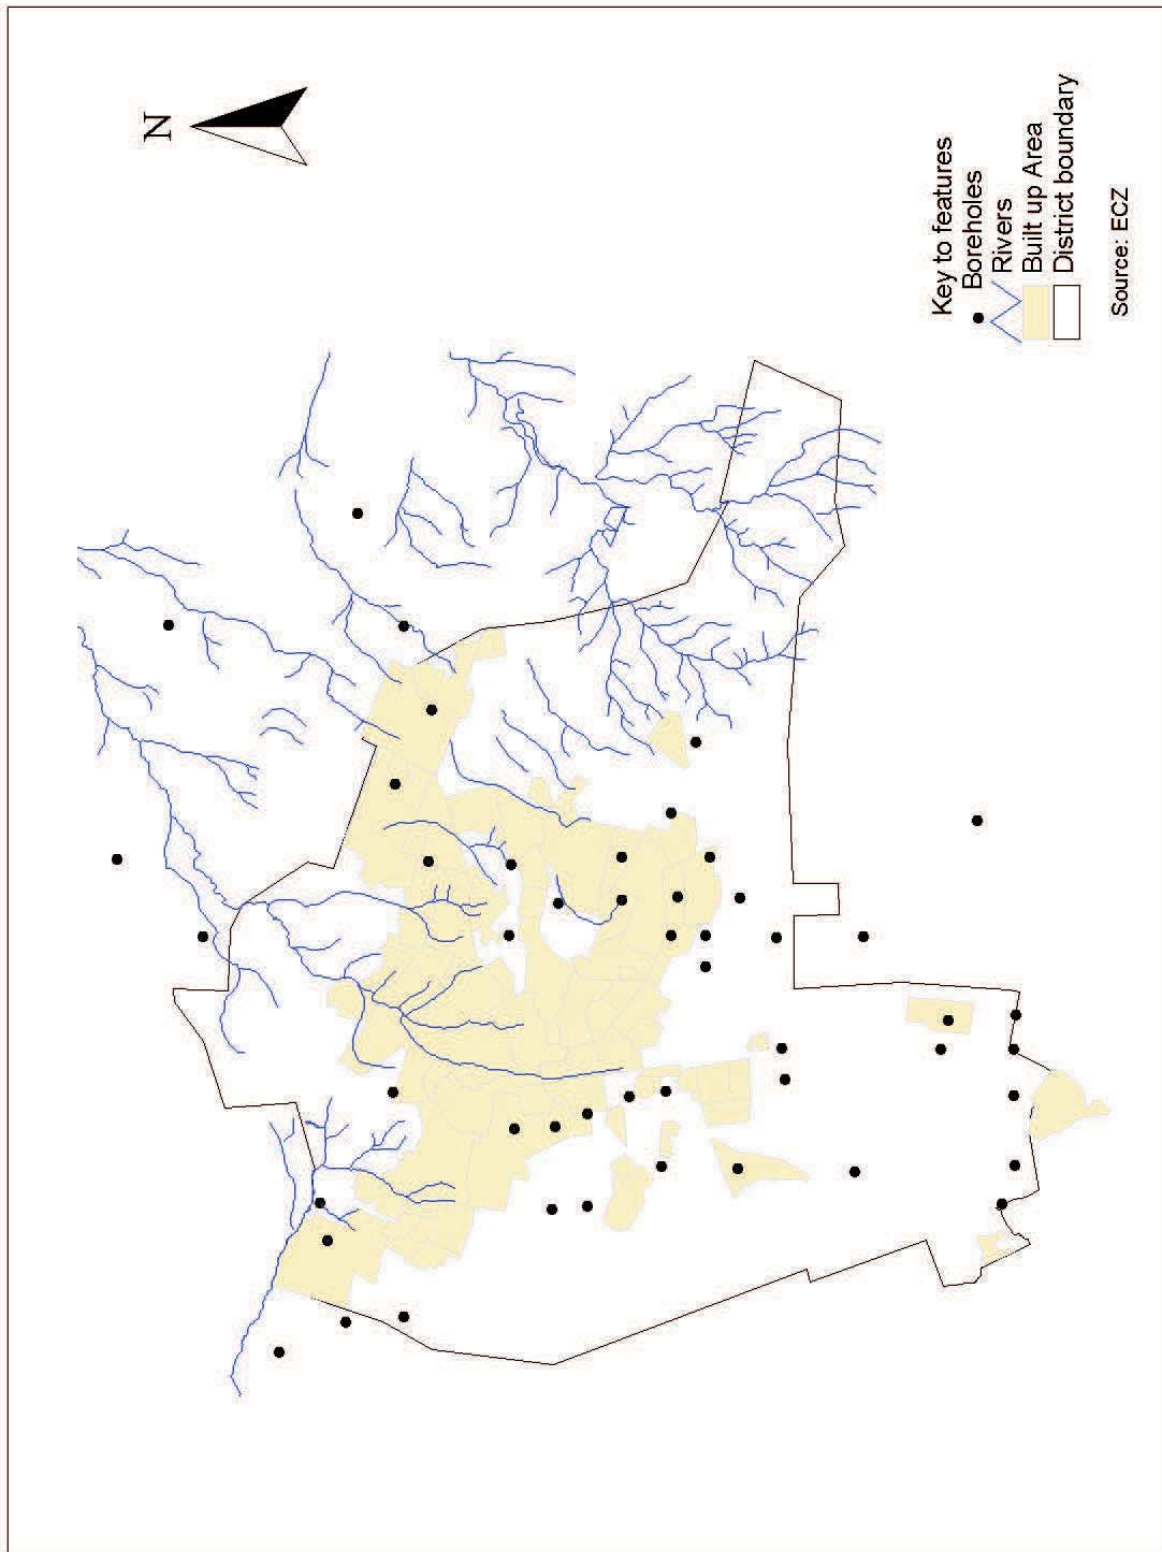 N
Key to features
Boreholes
Rivers
Built up Area
District boundary
Source: ECZ